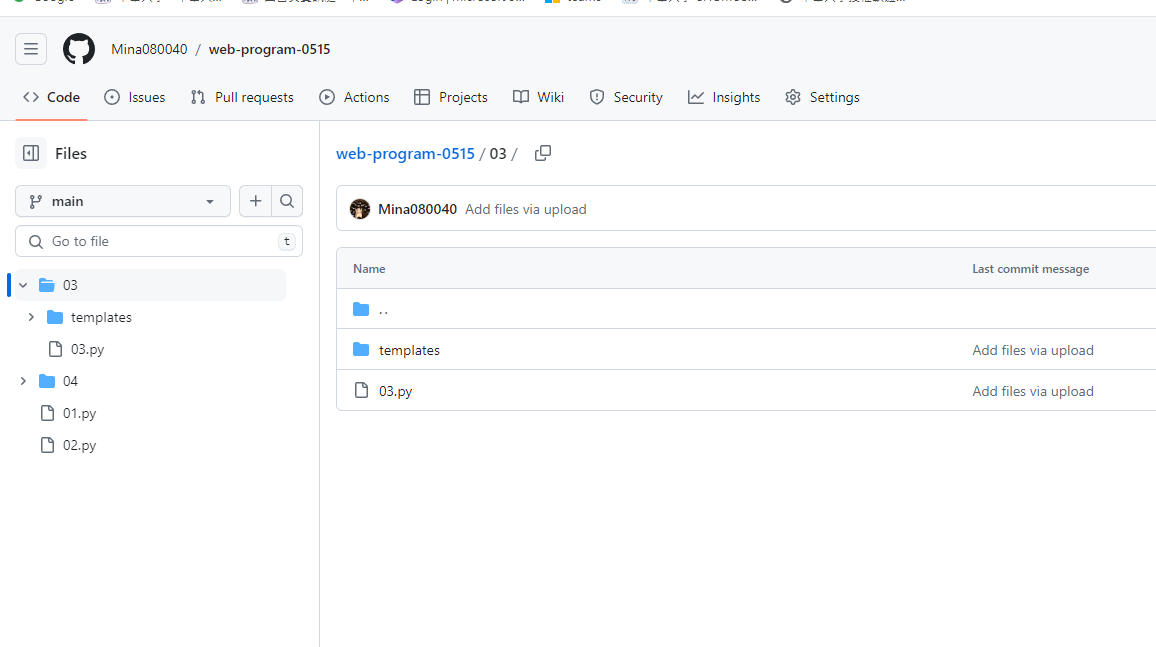 Mina080040 / web-program-0515
Code Issues Pull requests Actions Projects Wiki Security Insights Settings
Files
main
Go to file t
03
templates
03.py
04
01.py
02.py
web-program-0515 / 03 /
Mina080040 Add files via upload
Name Last commit message
..
templates Add files via upload
03.py Add files via upload